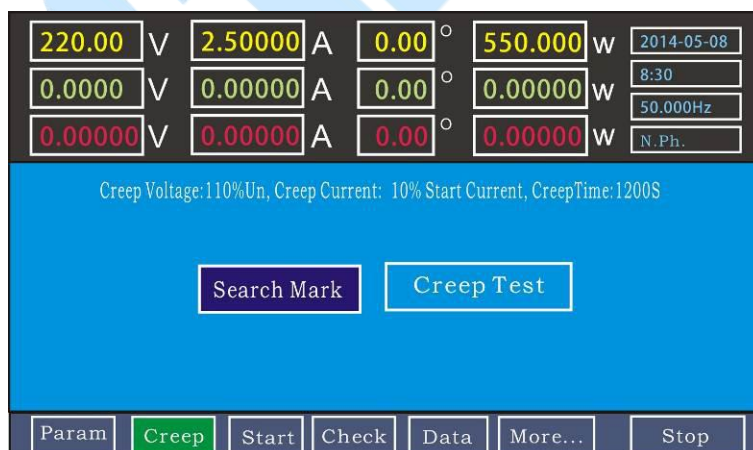 220.00 V 2.50000 A 0.00 ° 550.000 W 2014-05-08
0.0000 V 0.00000 A 0.00 0.00000 W 8:30
50.000Hz
0.00000 V 0.00000 A 0.00 ° 0.00000 W N.Ph.
Creep Voltage:110%Un, Creep Current: 10% Start Current, CreepTime:1200S
Search Mark Creep Test
Param Creep Start Check Data More... Stop